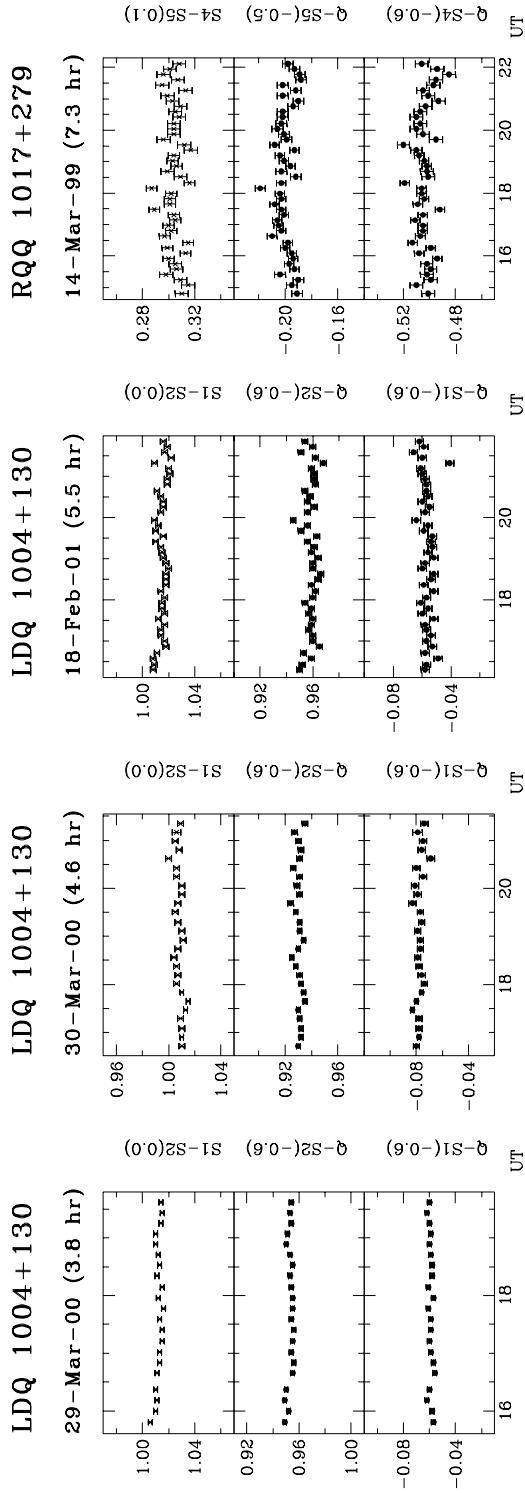 LDQ 1004+130
29-Mar-00 (3.8 hr)
1.00
1.04
S1-S2(0.0)
0.92
0.96
1.00
Q-S2(-0.6)
-0.08
-0.04
Q-S1(-0.6)
16 18
UT
LDQ 1004+130
30-Mar-00 (4.6 hr)
0.96
1.00
1.04
S1-S2(0.0)
0.92
0.96
Q-S2(-0.6)
-0.08
-0.04
Q-S1(-0.6)
18 20
UT
LDQ 1004+130
18-Feb-01 (5.5 hr)
1.00
1.04
S1-S2(0.0)
0.92
0.96
Q-S2(-0.6)
-0.08
-0.04
Q-S1(-0.6)
18 20
UT
RQQ 1017+279
14-Mar-99 (7.3 hr)
0.28
0.32
S4-S5(0.1)
-0.20
-0.16
Q-S5(-0.5)
-0.52
-0.48
Q-S4(-0.6)
16 18 20 22
UT